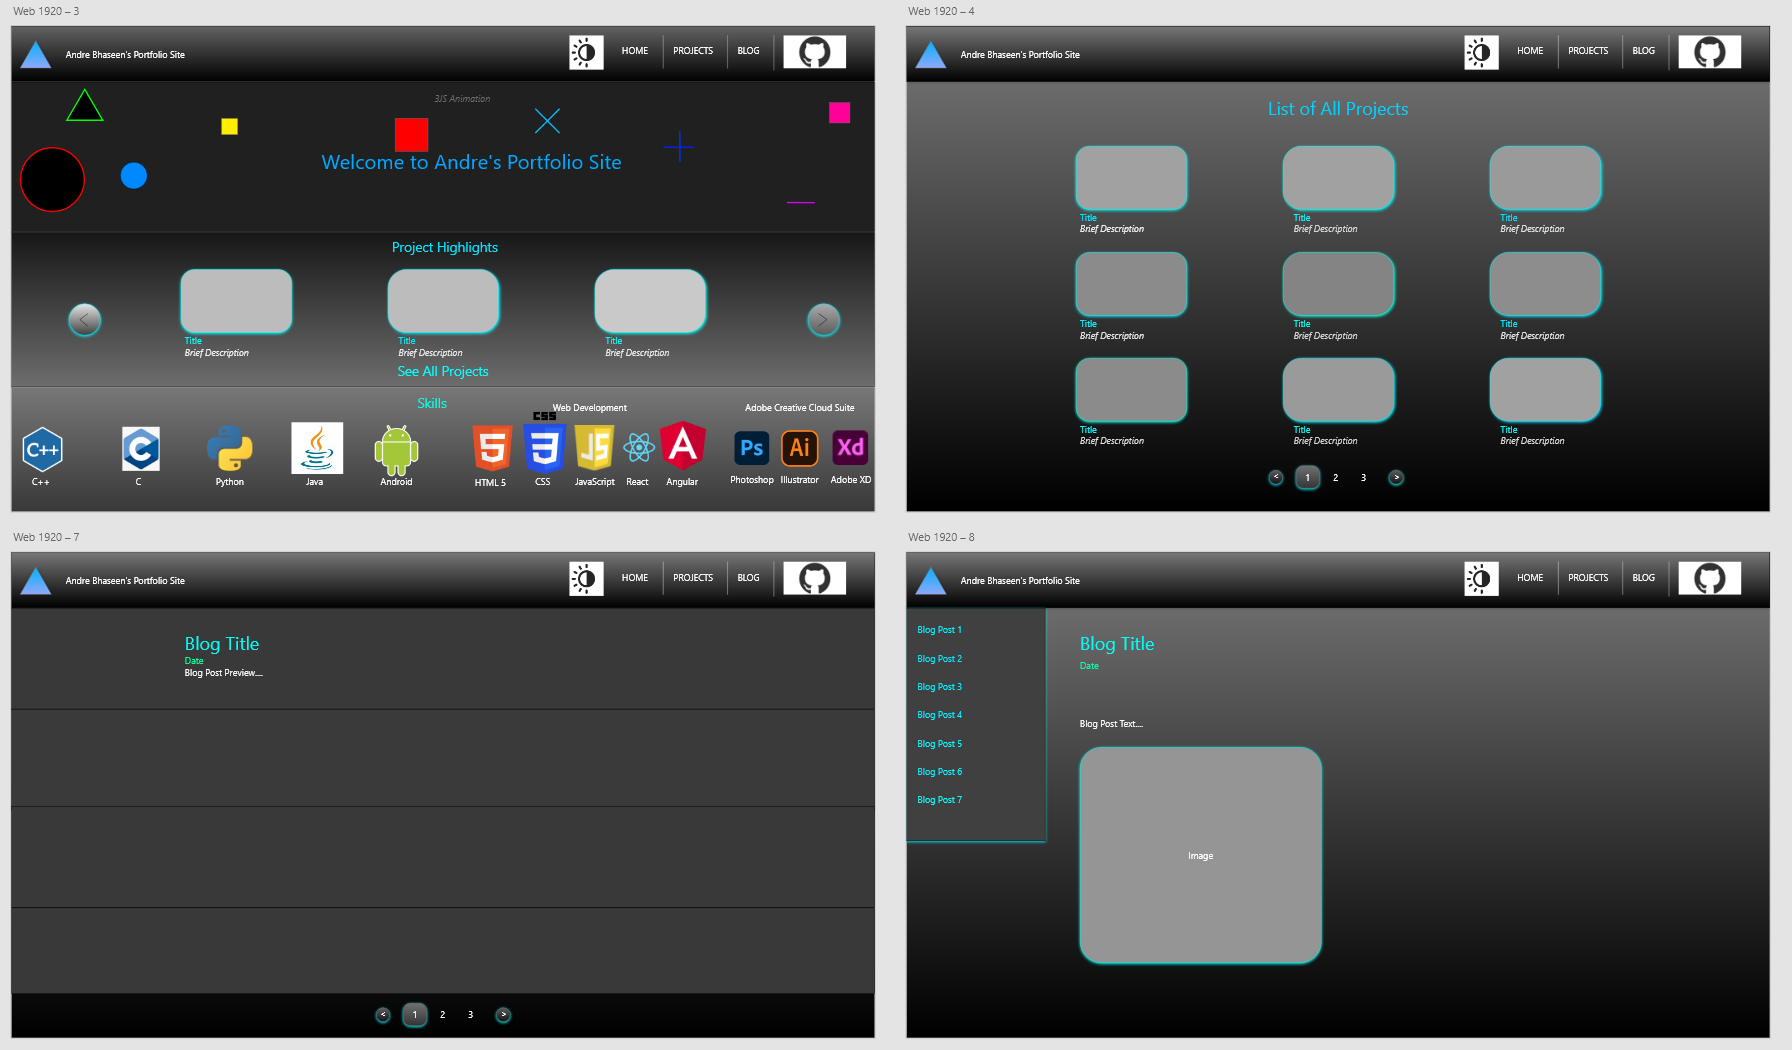 Web 1920 – 3
Andre Bhaseen's Portfolio Site
HOME
PROJECTS
BLOG
3JS Animation
Welcome to Andre's Portfolio Site
Project Highlights
<
>
Title
Brief Description
Title
Brief Description
Title
Brief Description
See All Projects
Skills
Web Development
Adobe Creative Cloud Suite
C++
C
CSS
5
3
JS
A
Ps
Ai
Xd
C++
C
Python
Java
Android
HTML 5
CSS
JavaScript
React
Angular
Photoshop
Illustrator
Adobe XD
Web 1920 – 4
Andre Bhaseen's Portfolio Site
HOME
PROJECTS
BLOG
List of All Projects
Title
Brief Description
Title
Brief Description
Title
Brief Description
Title
Brief Description
Title
Brief Description
Title
Brief Description
Title
Brief Description
Title
Brief Description
Title
Brief Description
< 1 2 3 >
Web 1920 – 7
Andre Bhaseen's Portfolio Site
HOME
PROJECTS
BLOG
Blog Title
Date
Blog Post Preview....
< 1 2 3 >
Web 1920 – 8
Andre Bhaseen's Portfolio Site
HOME
PROJECTS
BLOG
Blog Post 1
Blog Post 2
Blog Post 3
Blog Post 4
Blog Post 5
Blog Post 6
Blog Post 7
Blog Title
Date
Blog Post Text....
Image